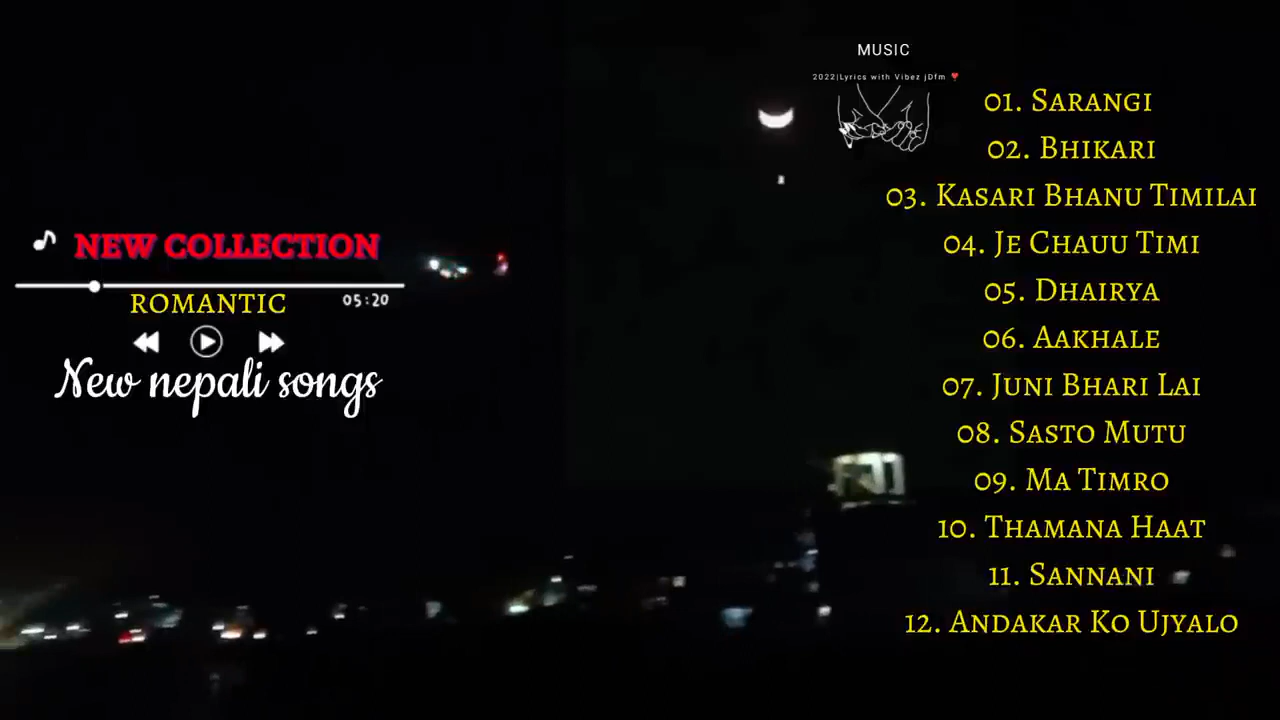 MUSIC
2022|Lyrics with Vibez jDfm ❣
NEW COLLECTION
ROMANTIC
05:20
New nepali songs
01. Sarangi
02. Bhikari
03. Kasari Bhanu Timilai
04. Je Chauu Timi
05. Dhairya
06. Aakhale
07. Juni Bhari Lai
08. Sasto Mutu
09. Ma Timro
10. Thamana Haat
11. Sannani
12. Andakar Ko Ujyalo